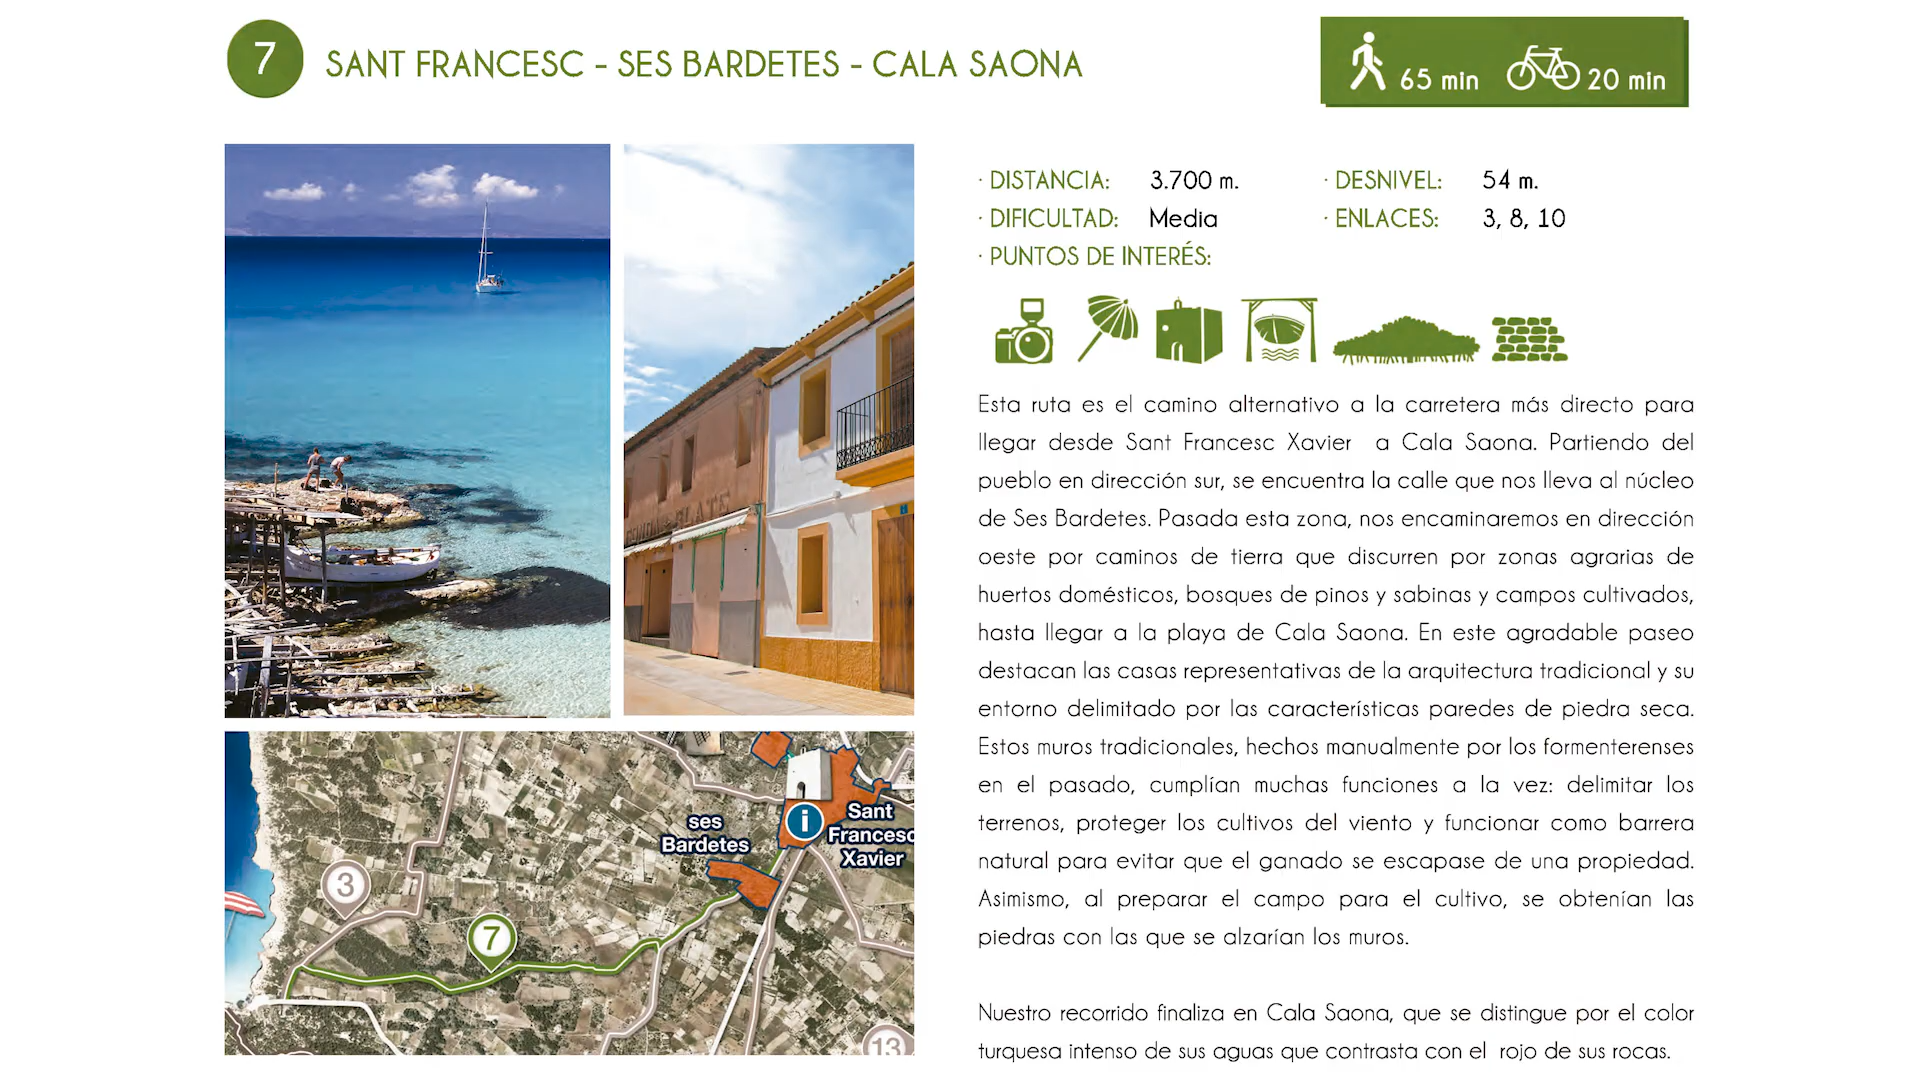 7
SANT FRANCESC - SES BARDETES - CALA SAONA
65 min
20 min
· DISTANCIA: 3.700 m.
· DESNIVEL: 54 m.
· DIFICULTAD: Media
· ENLACES: 3, 8, 10
· PUNTOS DE INTERÉS:
Esta ruta es el camino alternativo a la carretera más directo para
llegar desde Sant Francesc Xavier a Cala Saona. Partiendo del
pueblo en dirección sur, se encuentra la calle que nos lleva al núcleo
de Ses Bardetes. Pasada esta zona, nos encaminaremos en dirección
oeste por caminos de tierra que discurren por zonas agrarias de
huertos domésticos, bosques de pinos y sabinas y campos cultivados,
hasta llegar a la playa de Cala Saona. En este agradable paseo
destacan las casas representativas de la arquitectura tradicional y su
entorno delimitado por las características paredes de piedra seca.
Estos muros tradicionales, hechos manualmente por los formenterenses
en el pasado, cumplían muchas funciones a la vez: delimitar los
terrenos, proteger los cultivos del viento y funcionar como barrera
natural para evitar que el ganado se escapase de una propiedad.
Asimismo, al preparar el campo para el cultivo, se obtenían las
piedras con las que se alzarían los muros.
Nuestro recorrido finaliza en Cala Saona, que se distingue por el color
turquesa intenso de sus aguas que contrasta con el rojo de sus rocas.
ses
Bardetes
i
Sant
Francesc
Xavier
3
7
13